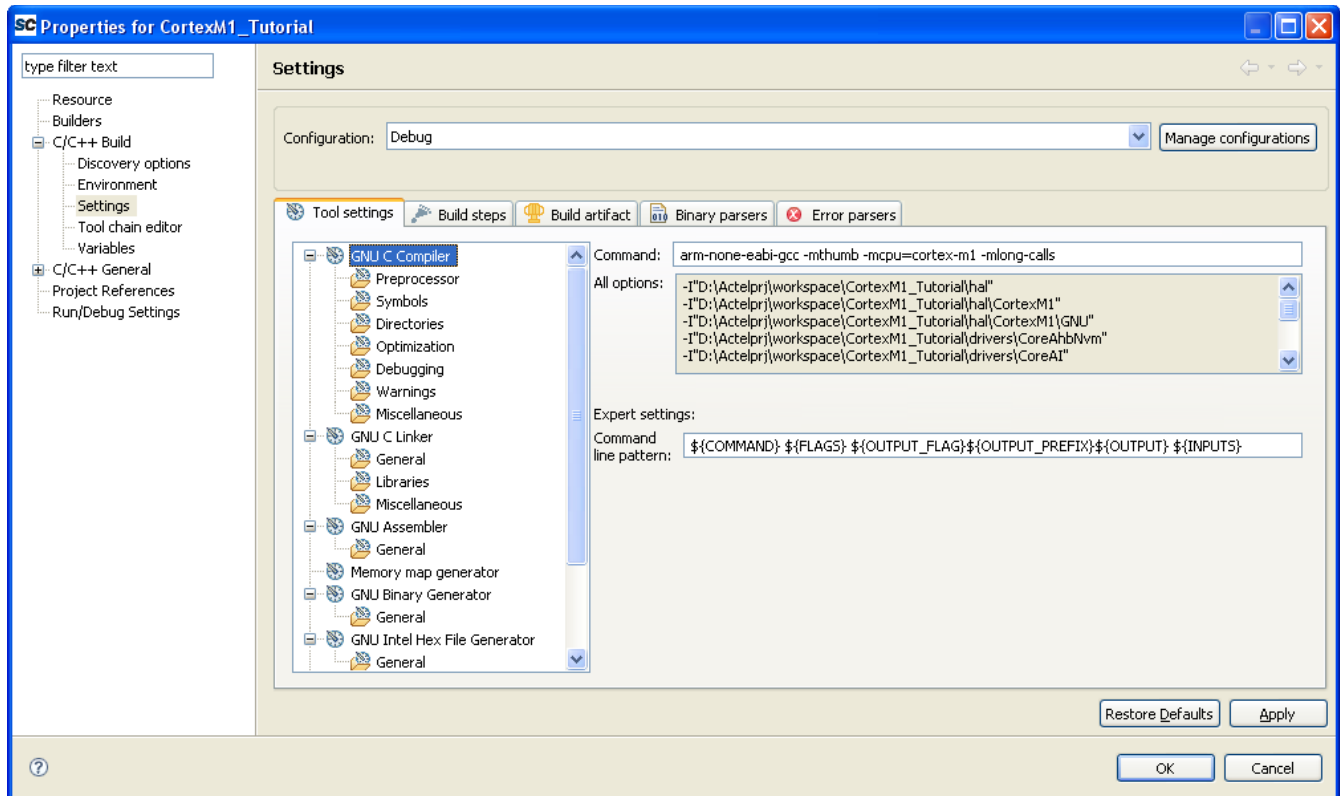 SC Properties for CortexM1_Tutorial
type filter text
Resource
Builders
C/C++ Build
Discovery options
Environment
Settings
Tool chain editor
Variables
C/C++ General
Project References
Run/Debug Settings
Settings
Configuration: Debug
Manage configurations
Tool settings
Build steps
Build artifact
010 Binary parsers
Error parsers
GNU C Compiler
Preprocessor
Symbols
Directories
Optimization
Debugging
Warnings
Miscellaneous
GNU C Linker
General
Libraries
Miscellaneous
GNU Assembler
General
Memory map generator
GNU Binary Generator
General
GNU Intel Hex File Generator
General
Command: arm-none-eabi-gcc -mthumb -mcpu=cortex-m1 -mlong-calls
All options: -I"D:\Actelprj\workspace\CortexM1_Tutorial\hal"
-I"D:\Actelprj\workspace\CortexM1_Tutorial\hal\CortexM1"
-I"D:\Actelprj\workspace\CortexM1_Tutorial\hal\CortexM1\GNU"
-I"D:\Actelprj\workspace\CortexM1_Tutorial\drivers\CoreAhbNvm"
-I"D:\Actelprj\workspace\CortexM1_Tutorial\drivers\CoreAI"
Expert settings:
Command
line pattern: ${COMMAND} ${FLAGS} ${OUTPUT_FLAG}${OUTPUT_PREFIX}${OUTPUT} ${INPUTS}
Restore Defaults
Apply
?
OK
Cancel